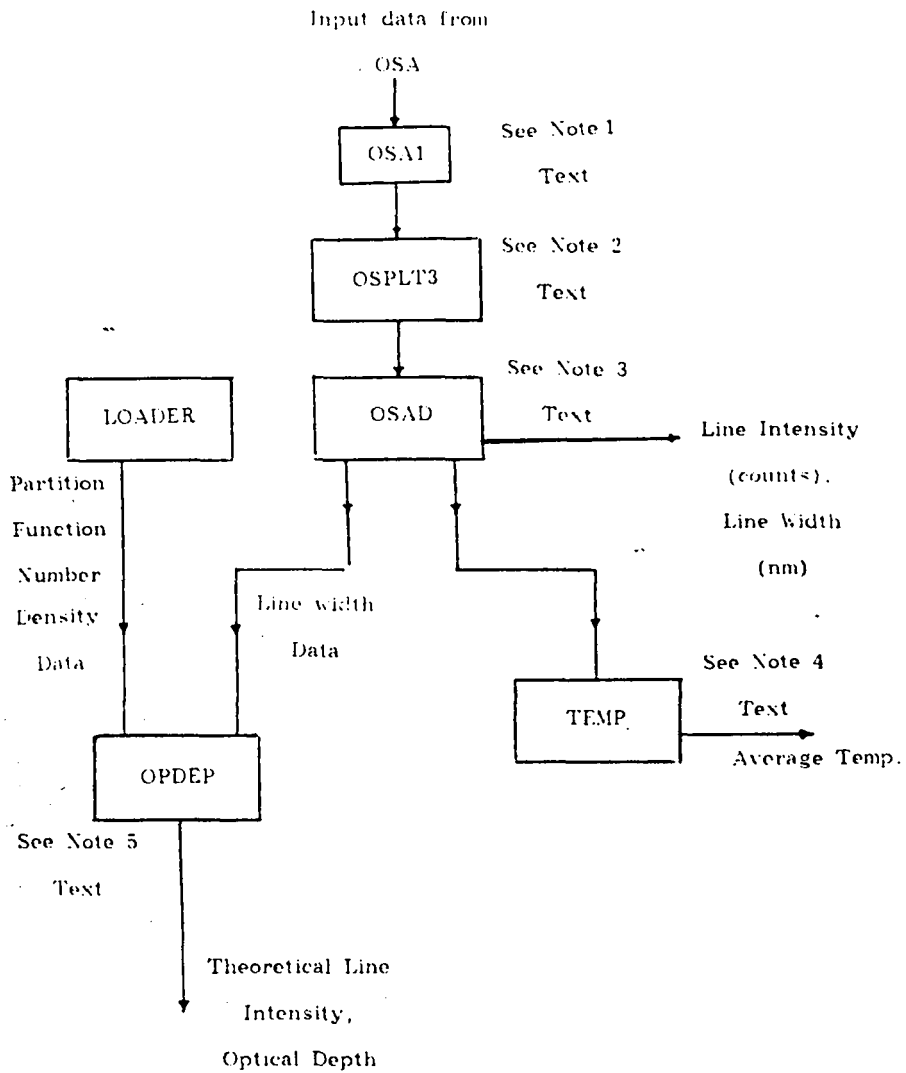 Input data from
OSA
OSA1
See Note 1
Text
OSPLT3
See Note 2
Text
OSAD
See Note 3
Text
Line Intensity
(counts).
Line Width
(nm)
LOADER
Partition
Function
Number
Density
Data
Line width
Data
TEMP
See Note 4
Text
Average Temp.
OPDEP
See Note 5
Text
Theoretical Line
Intensity,
Optical Depth